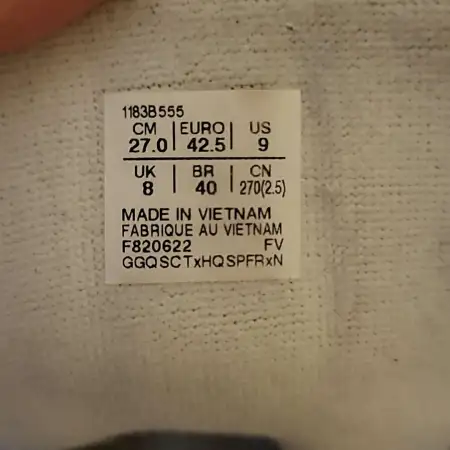 1183B555
CM | EURO | US
27.0 | 42.5 | 9
UK | BR | CN
8 | 40 | 270(2.5)
MADE IN VIETNAM
FABRIQUE AU VIETNAM
F820622 FV
GGQSCTxHQSPFRxN